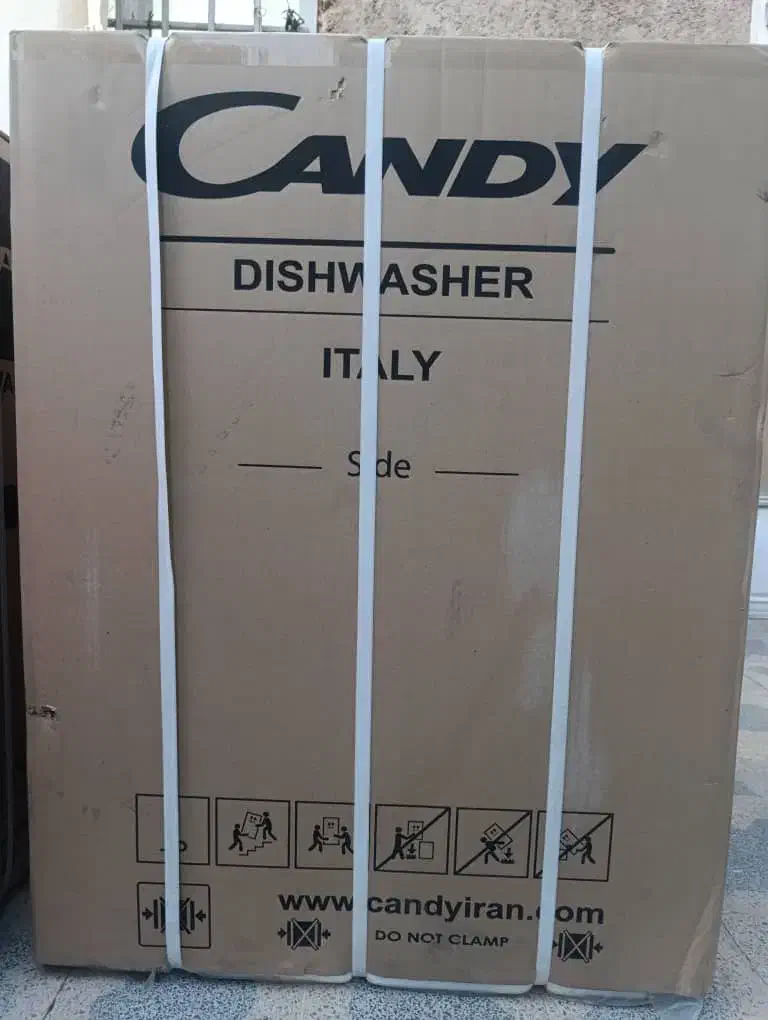 CANDY
DISHWASHER
ITALY
Side
www.candyiran.com
DO NOT CLAMP